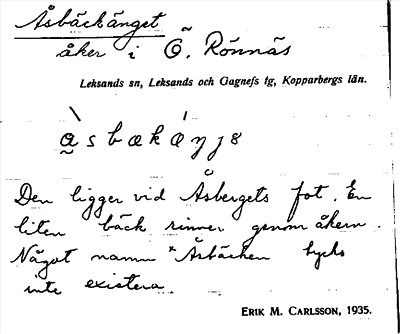 Åsbäckänget
åker i Ö. Rönnäs
Leksands sn, Leksands och Gagnefs tg, Kopparbergs län.
Den ligger vid Åsbergets fot. En
liten bäck rinner genom åkern.
Något namn *Åsbäcken tycks
inte existera.
ERIK M. CARLSSON, 1935.